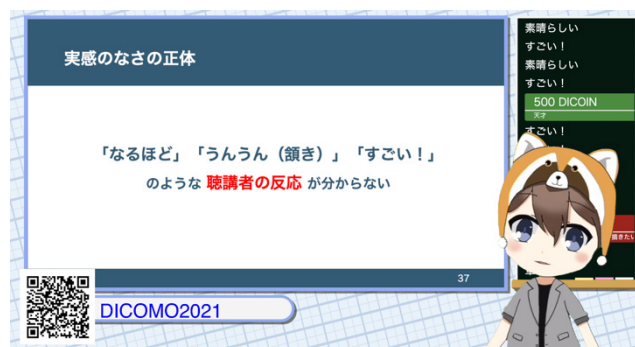 実感のなさの正体
「なるほど」「うんうん（頷き）」「すごい！」
のような 聴講者の反応 が分からない
37
DICOMO2021
素晴らしい
すごい！
素晴らしい
すごい！
500 DICOIN
天才
すごい！